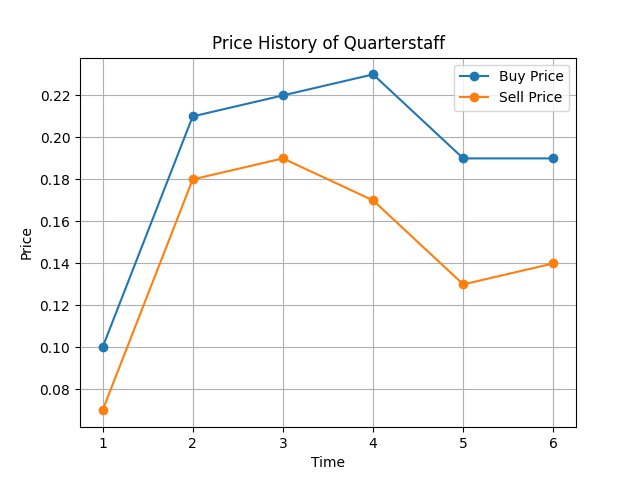 Price History of Quarterstaff
Buy Price
Sell Price
0.22
0.20
0.18
0.16
0.14
0.12
0.10
0.08
Price
1 2 3 4 5 6
Time